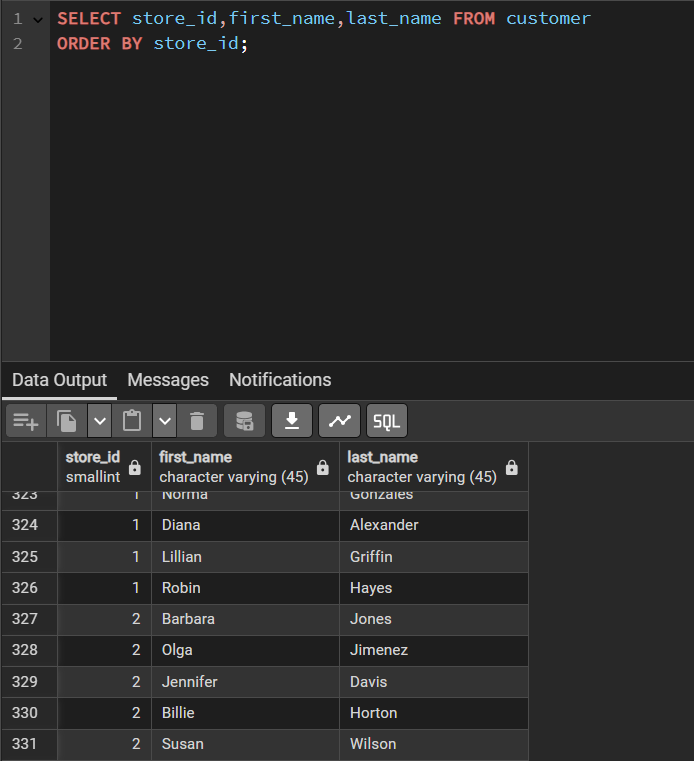 1 SELECT store_id,first_name,last_name FROM customer
2 ORDER BY store_id;
Data Output Messages Notifications
SQL
store_id first_name last_name
smallint character varying (45) character varying (45)
323 1 Norma Gonzales
324 1 Diana Alexander
325 1 Lillian Griffin
326 1 Robin Hayes
327 2 Barbara Jones
328 2 Olga Jimenez
329 2 Jennifer Davis
330 2 Billie Horton
331 2 Susan Wilson